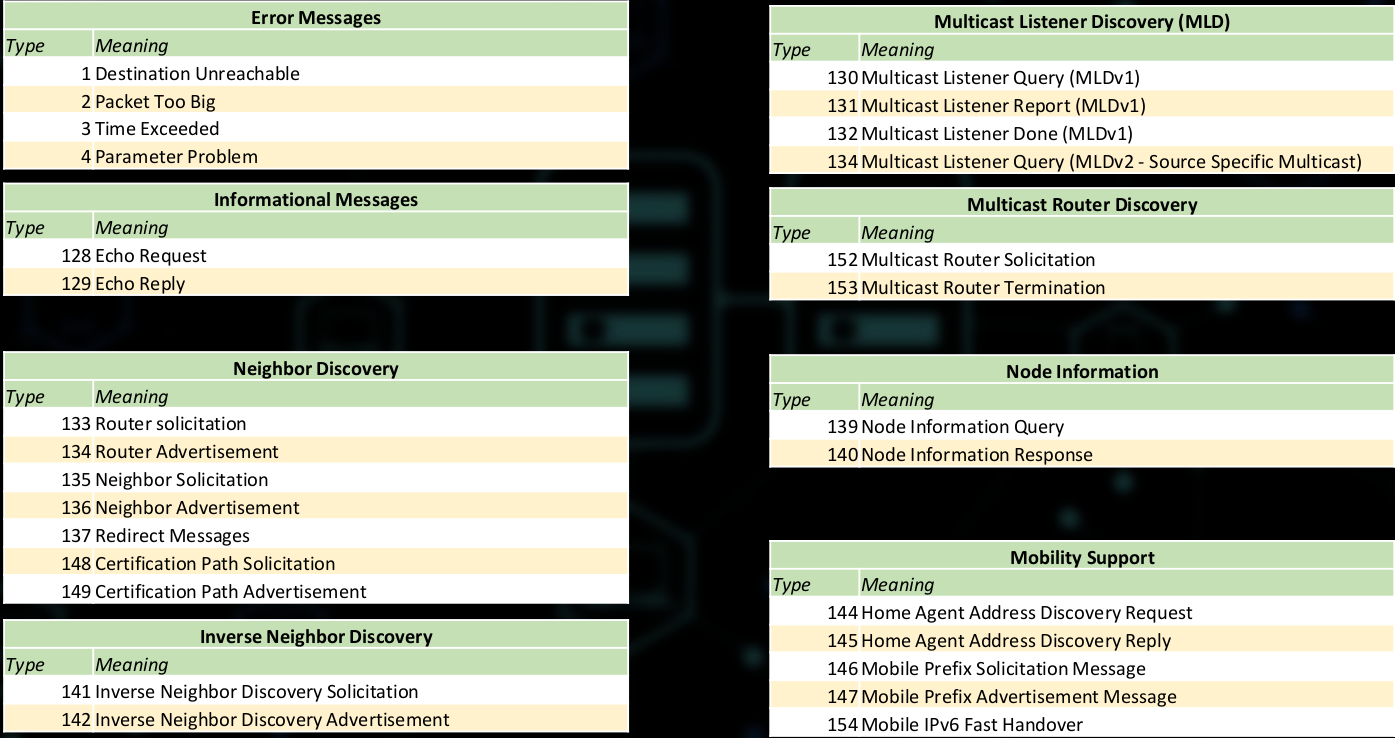 Error Messages
Type Meaning
1 Destination Unreachable
2 Packet Too Big
3 Time Exceeded
4 Parameter Problem
Informational Messages
Type Meaning
128 Echo Request
129 Echo Reply
Neighbor Discovery
Type Meaning
133 Router solicitation
134 Router Advertisement
135 Neighbor Solicitation
136 Neighbor Advertisement
137 Redirect Messages
148 Certification Path Solicitation
149 Certification Path Advertisement
Inverse Neighbor Discovery
Type Meaning
141 Inverse Neighbor Discovery Solicitation
142 Inverse Neighbor Discovery Advertisement
Multicast Listener Discovery (MLD)
Type Meaning
130 Multicast Listener Query (MLDv1)
131 Multicast Listener Report (MLDv1)
132 Multicast Listener Done (MLDv1)
134 Multicast Listener Query (MLDv2 - Source Specific Multicast)
Multicast Router Discovery
Type Meaning
152 Multicast Router Solicitation
153 Multicast Router Termination
Node Information
Type Meaning
139 Node Information Query
140 Node Information Response
Mobility Support
Type Meaning
144 Home Agent Address Discovery Request
145 Home Agent Address Discovery Reply
146 Mobile Prefix Solicitation Message
147 Mobile Prefix Advertisement Message
154 Mobile IPv6 Fast Handover